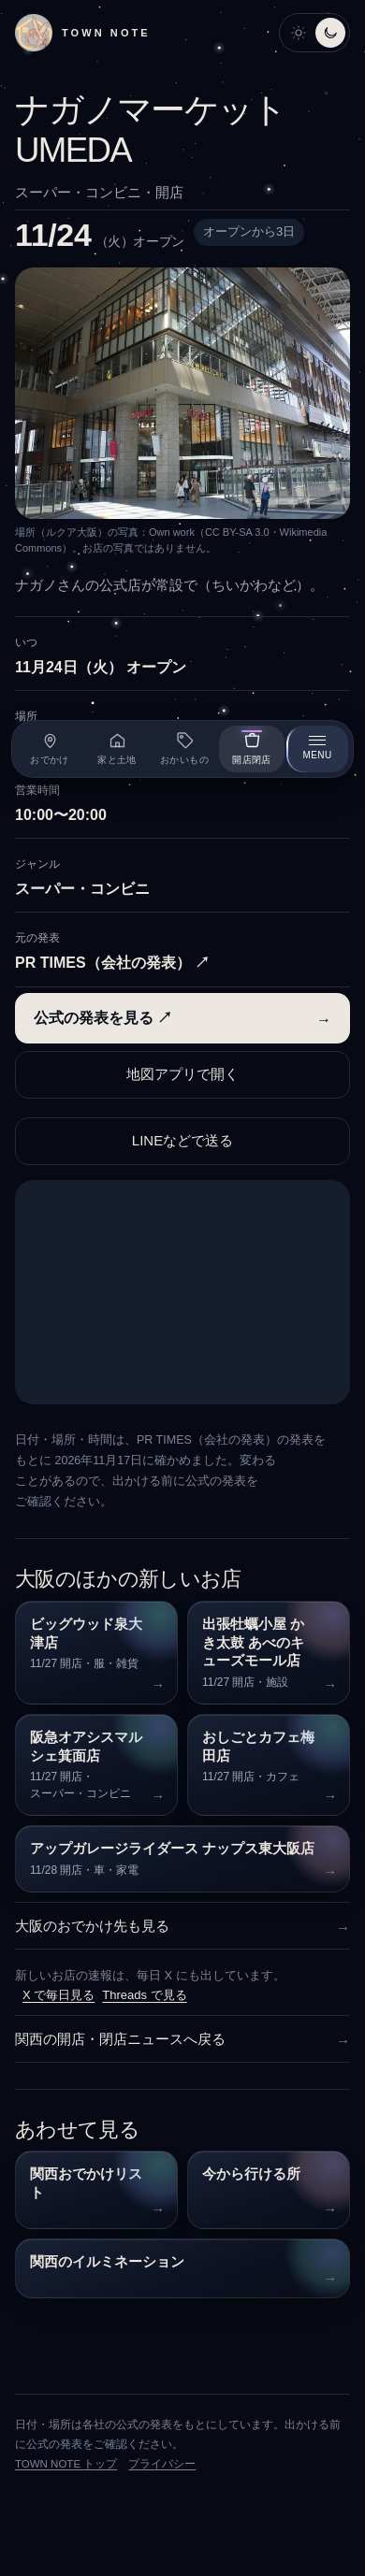 TOWN NOTE
ナガノマーケット
UMEDA
スーパー・コンビニ・開店
11/24 （火）オープン オープンから3日
場所（ルクア大阪）の写真：Own work（CC BY-SA 3.0・Wikimedia
Commons）。お店の写真ではありません。
ナガノさんの公式店が常設で（ちいかわなど）。
いつ
11月24日（火） オープン
場所
おでかけ 家と土地 おかいもの 開店閉店 MENU
営業時間
10:00〜20:00
ジャンル
スーパー・コンビニ
元の発表
PR TIMES（会社の発表） ↗
公式の発表を見る ↗ →
地図アプリで開く
LINEなどで送る
日付・場所・時間は、PR TIMES（会社の発表）の発表を
もとに 2026年11月17日に確かめました。変わる
ことがあるので、出かける前に公式の発表を
ご確認ください。
大阪のほかの新しいお店
ビッグウッド泉大
津店
11/27 開店・服・雑貨 →
出張牡蠣小屋 か
き太鼓 あべのキ
ューズモール店
11/27 開店・施設 →
阪急オアシスマル
シェ箕面店
11/27 開店・
スーパー・コンビニ →
おしごとカフェ梅
田店
11/27 開店・カフェ →
アップガレージライダース ナップス東大阪店
11/28 開店・車・家電 →
大阪のおでかけ先も見る →
新しいお店の速報は、毎日 X にも出しています。
X で毎日見る Threads で見る
関西の開店・閉店ニュースへ戻る →
あわせて見る
関西おでかけリス
ト →
今から行ける所 →
関西のイルミネーション →
日付・場所は各社の公式の発表をもとにしています。出かける前
に公式の発表をご確認ください。
TOWN NOTE トップ プライバシー